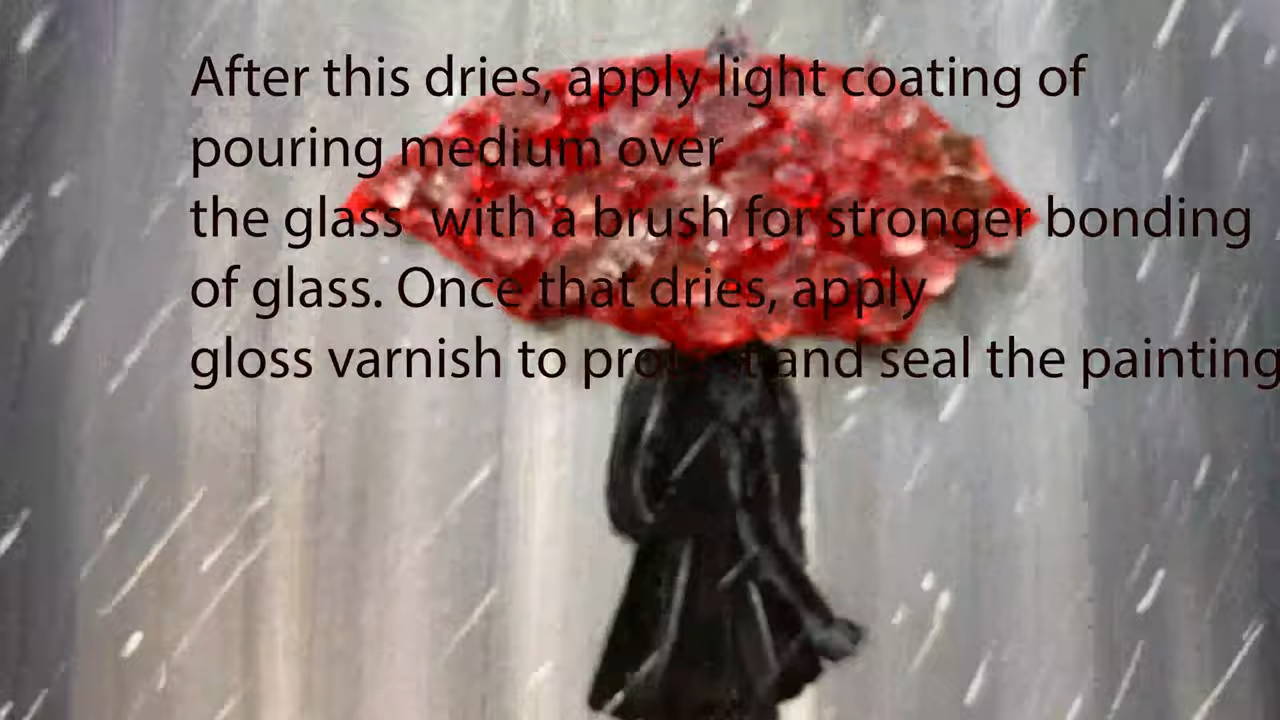 After this dries, apply light coating of
pouring medium over
the glass  with a brush for stronger bonding
of glass. Once that dries, apply
gloss varnish to protect and seal the painting